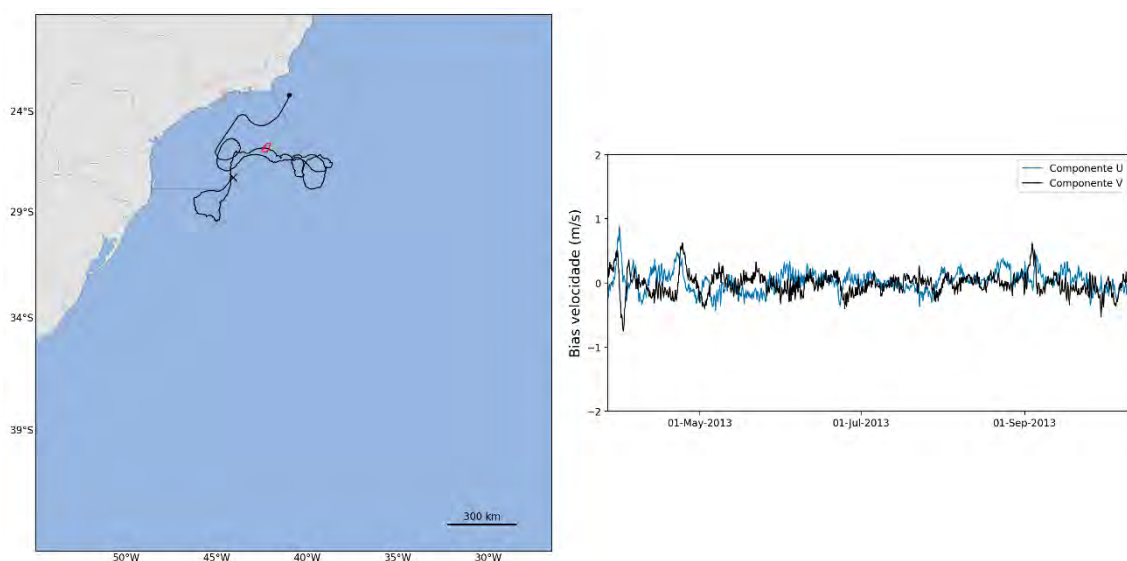 24°S
29°S
34°S
39°S
300 km
50°W
45°W
40°W
35°W
30°W
Bias velocidade (m/s)
2
1
0
−1
−2
Componente U
Componente V
01-May-2013
01-Jul-2013
01-Sep-2013